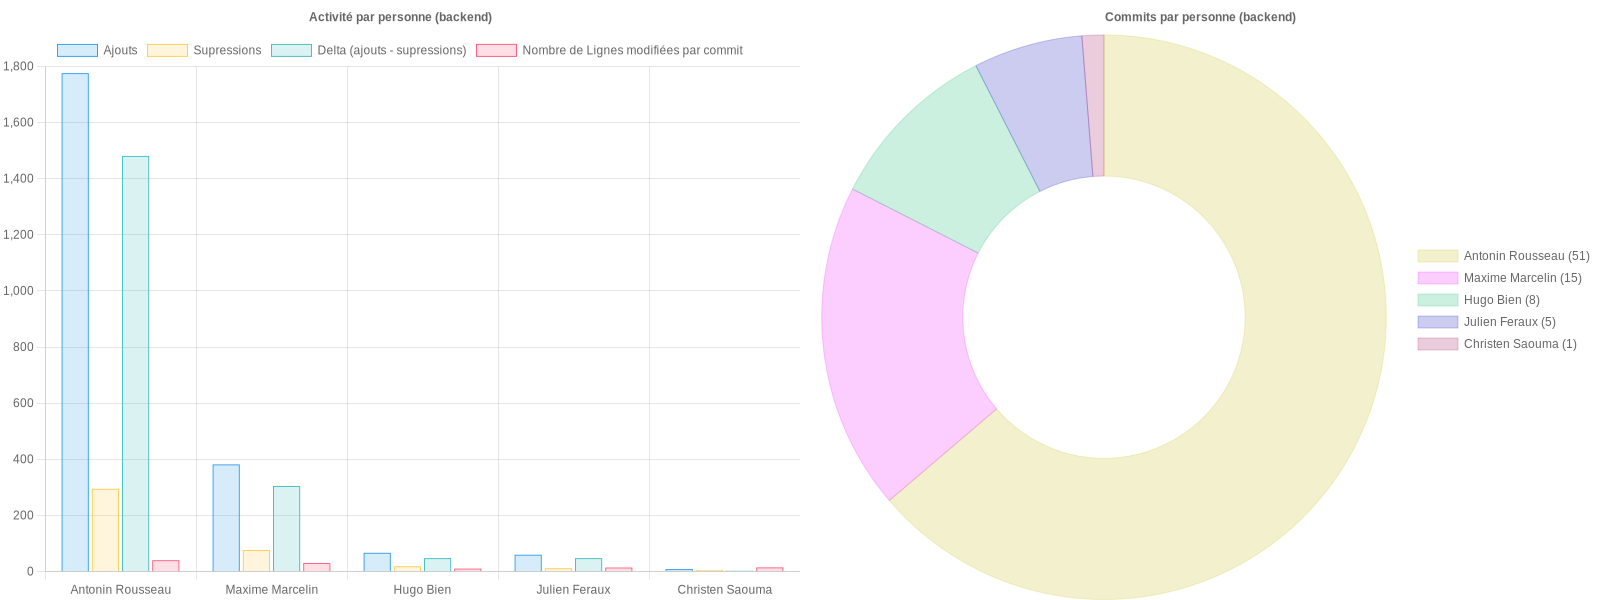 Activité par personne (backend)
Ajouts Supressions Delta (ajouts - supressions) Nombre de Lignes modifiées par commit
1,800
1,600
1,400
1,200
1,000
800
600
400
200
0
Antonin Rousseau Maxime Marcelin Hugo Bien Julien Feraux Christen Saouma
Commits par personne (backend)
Antonin Rousseau (51)
Maxime Marcelin (15)
Hugo Bien (8)
Julien Feraux (5)
Christen Saouma (1)